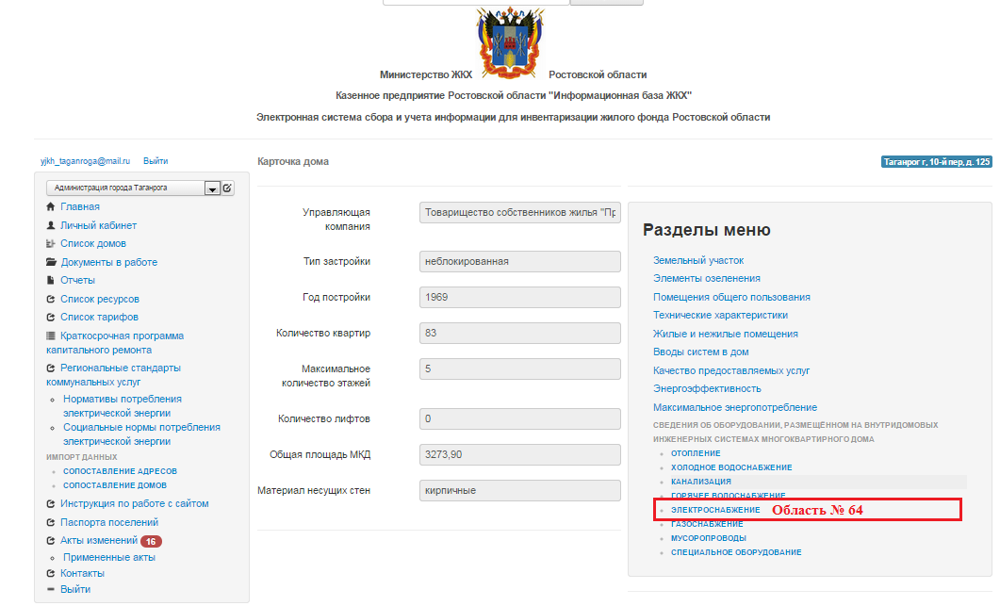 Министерство ЖКХ Ростовской области
Казенное предприятие Ростовской области "Информационная база ЖКХ"
Электронная система сбора и учета информации для инвентаризации жилого фонда Ростовской области
yjkh_taganroga@mail.ru Выйти
Администрация города Таганрога
Главная
Личный кабинет
Список домов
Документы в работе
Отчеты
Список ресурсов
Список тарифов
Краткосрочная программа
капитального ремонта
Региональные стандарты
коммунальных услуг
Нормативы потребления
электрической энергии
Социальные нормы потребления
электрической энергии
ИМПОРТ ДАННЫХ
СОПОСТАВЛЕНИЕ АДРЕСОВ
СОПОСТАВЛЕНИЕ ДОМОВ
Инструкция по работе с сайтом
Паспорта поселений
Акты изменений 16
Примененные акты
Контакты
Выйти
Карточка дома
Таганрог г, 10-й пер, д. 125
Управляющая
компания
Товарищество собственников жилья "Пр
Тип застройки неблокированная
Год постройки 1969
Количество квартир 83
Максимальное
количество этажей
5
Количество лифтов 0
Общая площадь МКД 3273,90
Материал несущих стен кирпичные
Разделы меню
Земельный участок
Элементы озеленения
Помещения общего пользования
Технические характеристики
Жилые и нежилые помещения
Вводы систем в дом
Качество предоставляемых услуг
Энергоэффективность
Максимальное энергопотребление
СВЕДЕНИЯ ОБ ОБОРУДОВАНИИ, РАЗМЕЩЁННОМ НА ВНУТРИДОМОВЫХ
ИНЖЕНЕРНЫХ СИСТЕМАХ МНОГОКВАРТИРНОГО ДОМА
ОТОПЛЕНИЕ
ХОЛОДНОЕ ВОДОСНАБЖЕНИЕ
КАНАЛИЗАЦИЯ
ГОРЯЧЕЕ ВОДОСНАБЖЕНИЕ
ЭЛЕКТРОСНАБЖЕНИЕ Область № 64
ГАЗОСНАБЖЕНИЕ
МУСОРОПРОВОДЫ
СПЕЦИАЛЬНОЕ ОБОРУДОВАНИЕ